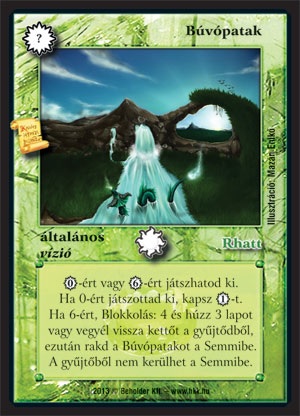 ?
Búvópatak
Illusztráció: Mazán Enikő
általános
vízió
Rhatt
0-ért vagy 6-ért játszhatod ki.
Ha 0-ért játszottad ki, kapsz 1-t.
Ha 6-ért, Blokkolás: 4 és húzz 3 lapot
vagy vegyél vissza kettőt a gyűjtődből,
ezután rakd a Búvópatakot a Semmibe.
A gyűjtőből nem kerülhet a Semmibe.
2013 © Beholder Kft. – www.hkk.hu